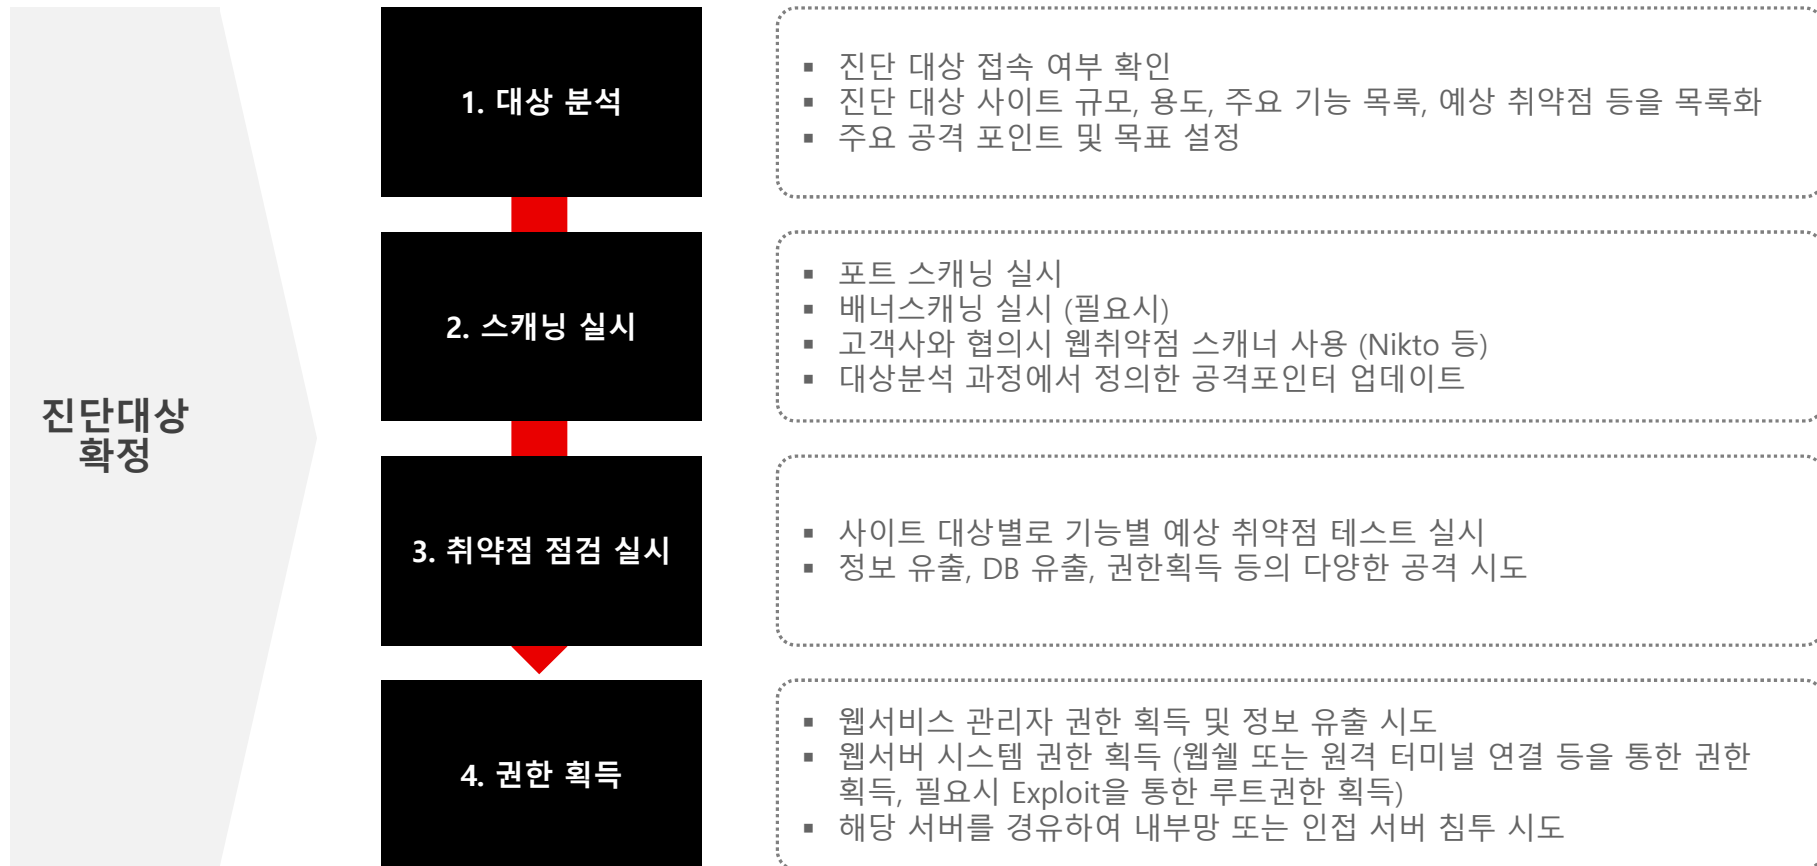 진단대상
확정
1. 대상 분석
▪ 진단 대상 접속 여부 확인
▪ 진단 대상 사이트 규모, 용도, 주요 기능 목록, 예상 취약점 등을 목록화
▪ 주요 공격 포인트 및 목표 설정
2. 스캐닝 실시
▪ 포트 스캐닝 실시
▪ 배너스캐닝 실시 (필요시)
▪ 고객사와 협의시 웹취약점 스캐너 사용 (Nikto 등)
▪ 대상분석 과정에서 정의한 공격포인터 업데이트
3. 취약점 점검 실시
▪ 사이트 대상별로 기능별 예상 취약점 테스트 실시
▪ 정보 유출, DB 유출, 권한획득 등의 다양한 공격 시도
4. 권한 획득
▪ 웹서비스 관리자 권한 획득 및 정보 유출 시도
▪ 웹서버 시스템 권한 획득 (웹쉘 또는 원격 터미널 연결 등을 통한 권한
획득, 필요시 Exploit을 통한 루트권한 획득)
▪ 해당 서버를 경유하여 내부망 또는 인접 서버 침투 시도